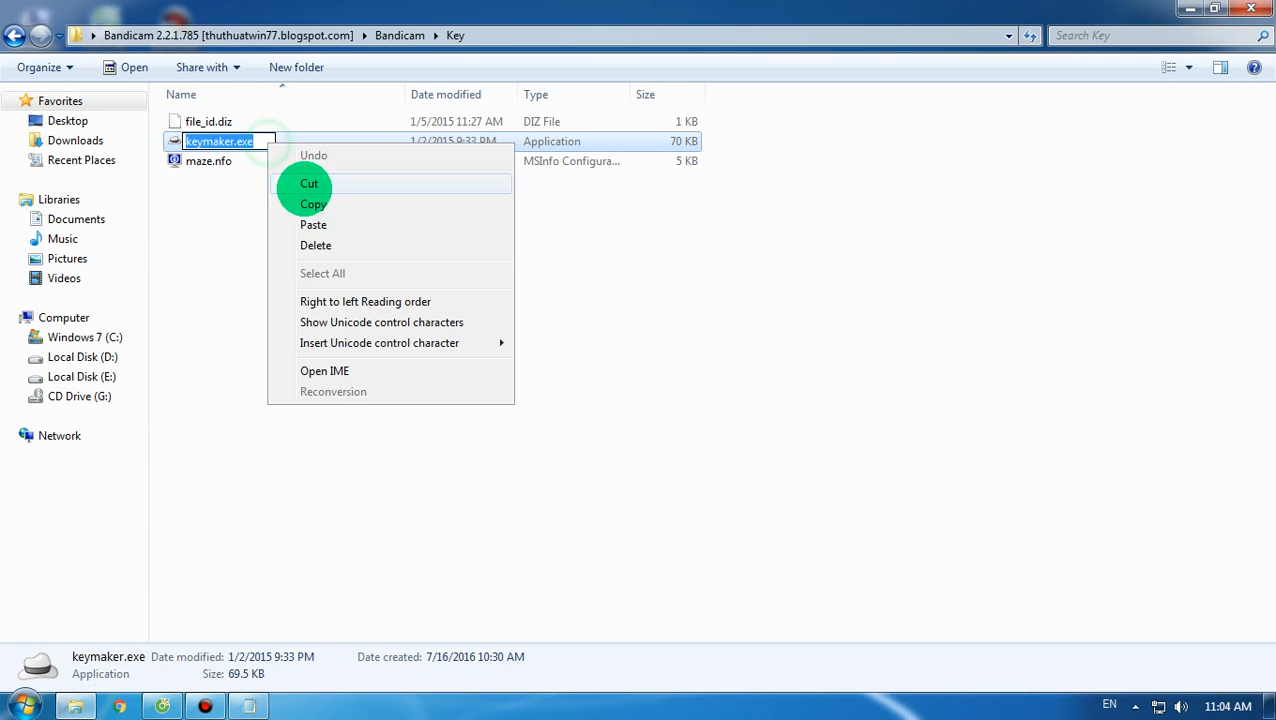 Bandicam 2.2.1.785 [thuthuatwin77.blogspot.com] Bandicam Key
Search Key
Organize Open Share with New folder
Name Date modified Type Size
Favorites
Desktop
Downloads
Recent Places
Libraries
Documents
Music
Pictures
Videos
Computer
Windows 7 (C:)
Local Disk (D:)
Local Disk (E:)
CD Drive (G:)
Network
file_id.diz 1/5/2015 11:27 AM DIZ File 1 KB
keymaker.exe 1/2/2015 9:33 PM Application 70 KB
maze.nfo MSInfo Configura... 5 KB
Undo
Cut
Copy
Paste
Delete
Select All
Right to left Reading order
Show Unicode control characters
Insert Unicode control character
Open IME
Reconversion
keymaker.exe Date modified: 1/2/2015 9:33 PM Date created: 7/16/2016 10:30 AM
Application Size: 69.5 KB
EN 11:04 AM